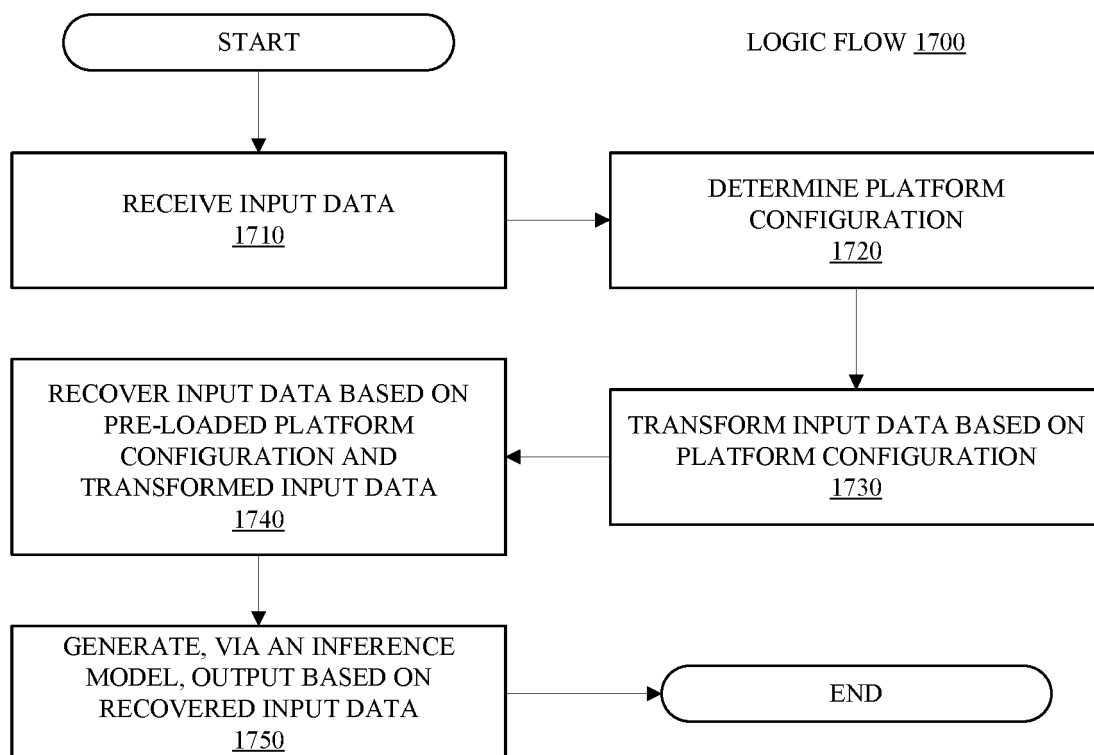 START
LOGIC FLOW 1700
RECEIVE INPUT DATA
1710
DETERMINE PLATFORM
CONFIGURATION
1720
TRANSFORM INPUT DATA BASED ON
PLATFORM CONFIGURATION
1730
RECOVER INPUT DATA BASED ON
PRE-LOADED PLATFORM
CONFIGURATION AND
TRANSFORMED INPUT DATA
1740
GENERATE, VIA AN INFERENCE
MODEL, OUTPUT BASED ON
RECOVERED INPUT DATA
1750
END